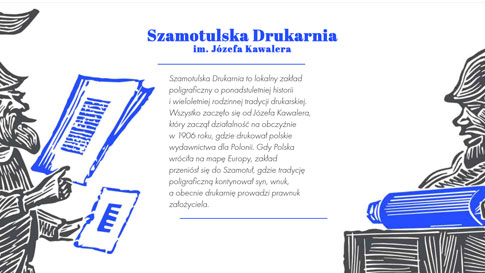 Szamotulska Drukarnia
im. Józefa Kawalera
Szamotulska Drukarnia to lokalny zakład
poligraficzny o ponadstuletniej historii
i wieloletniej rodzinnej tradycji drukarskiej.
Wszystko zaczęło się od Józefa Kawalera,
który zaczął działalność na obczyźnie
w 1906 roku, gdzie drukował polskie
wydawnictwa dla Polonii. Gdy Polska
wróciła na mapę Europy, zakład
przeniósł się do Szamotuł, gdzie tradycję
poligraficzną kontynuował syn, wnuk,
a obecnie drukarnię prowadzi prawnuk
założyciela.